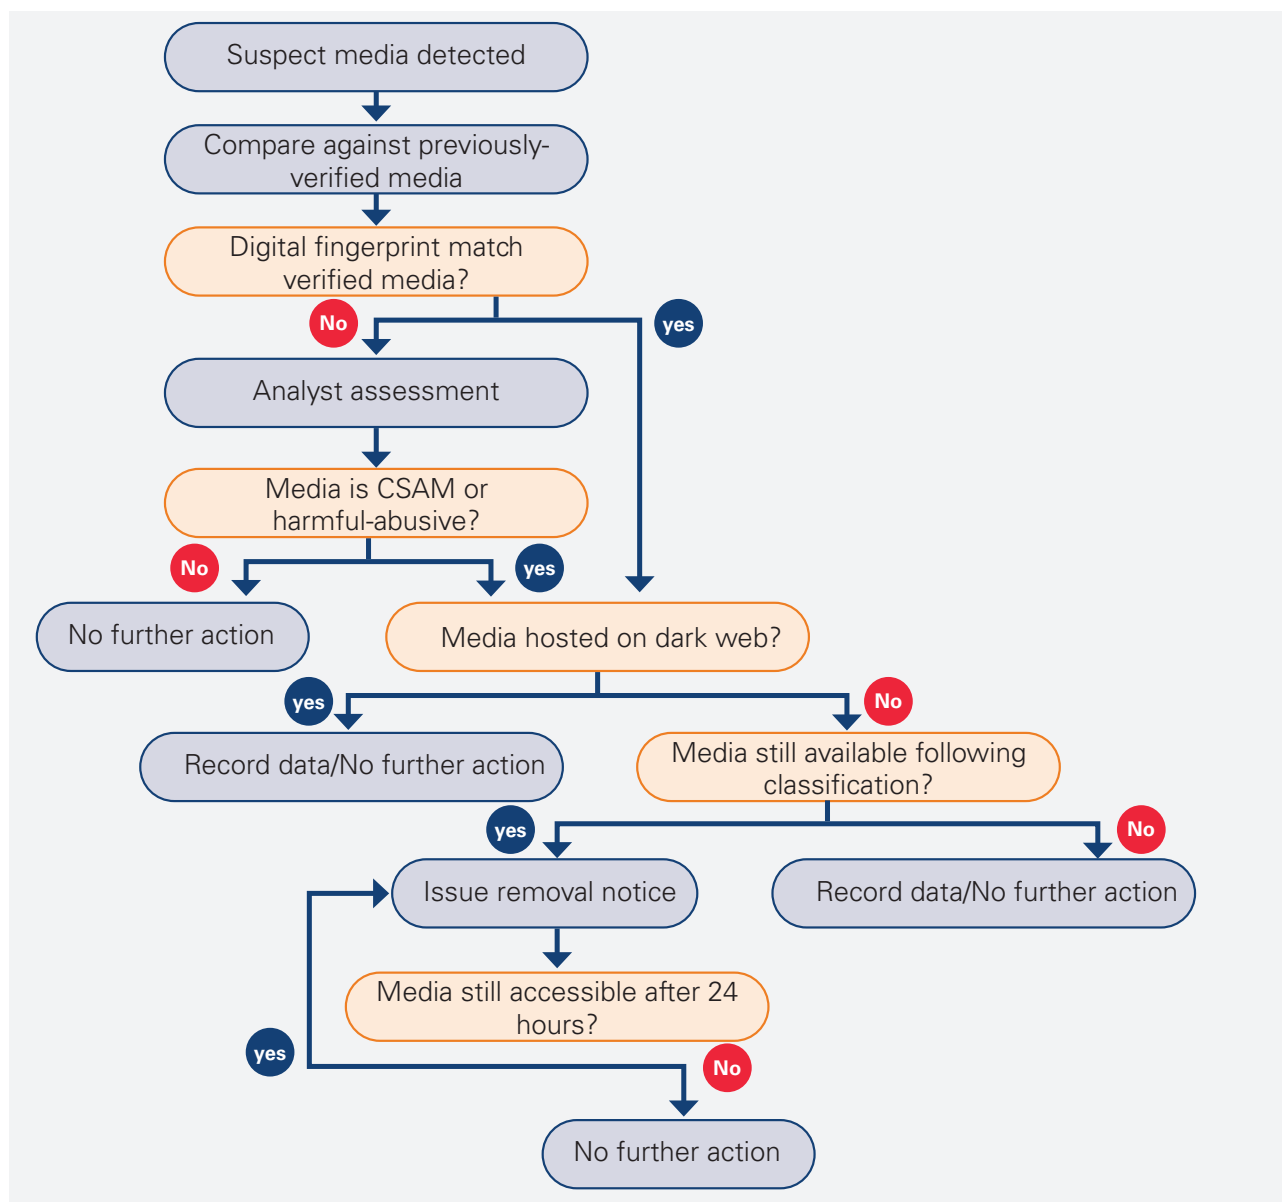 Suspect media detected
Compare against previously-
verified media
Digital fingerprint match
verified media?
No
yes
Analyst assessment
Media is CSAM or
harmful-abusive?
No
yes
No further action
Media hosted on dark web?
yes
No
Record data/No further action
Media still available following
classification?
yes
No
Issue removal notice
Record data/No further action
Media still accessible after 24
hours?
yes
No
No further action